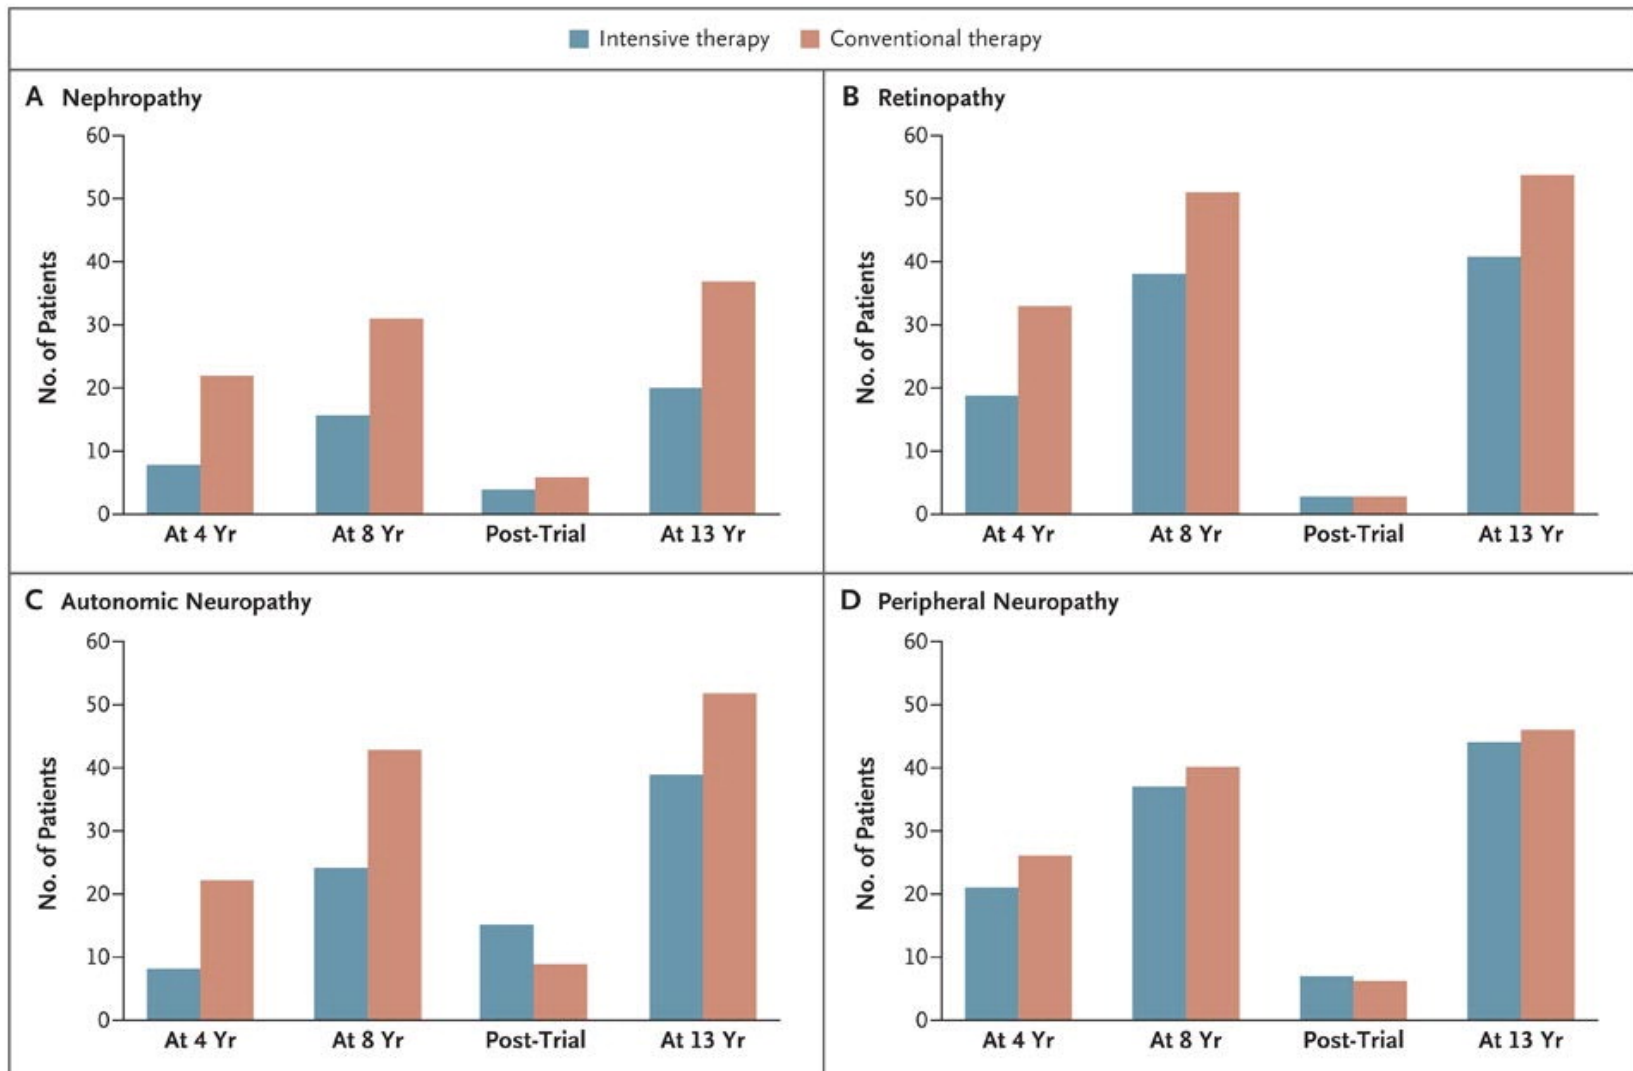 Intensive therapy Conventional therapy
A Nephropathy
60
50
40
30
20
10
0
No. of Patients
At 4 Yr At 8 Yr Post-Trial At 13 Yr
B Retinopathy
60
50
40
30
20
10
0
No. of Patients
At 4 Yr At 8 Yr Post-Trial At 13 Yr
C Autonomic Neuropathy
60
50
40
30
20
10
0
No. of Patients
At 4 Yr At 8 Yr Post-Trial At 13 Yr
D Peripheral Neuropathy
60
50
40
30
20
10
0
No. of Patients
At 4 Yr At 8 Yr Post-Trial At 13 Yr